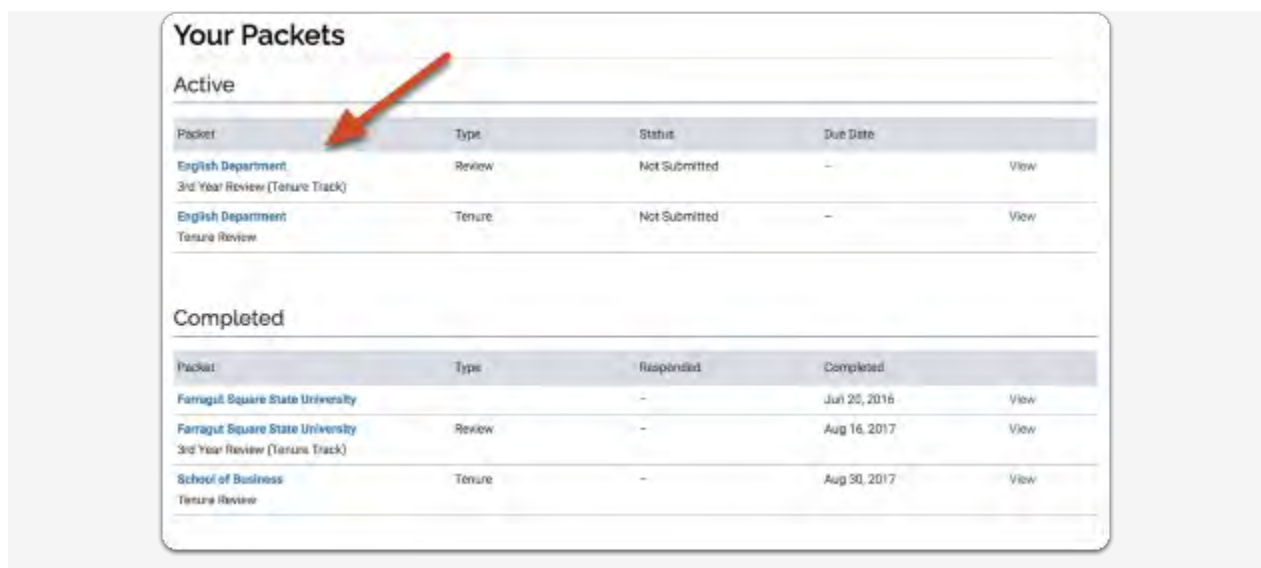 Your Packets
Active
Packet Type Status Due Date
English Department Review Not Submitted – View
3rd Year Review (Tenure Track)
English Department Tenure Not Submitted – View
Tenure Review
Completed
Packet Type Responded Completed
Farragut Square State University – Jun 20, 2016 View
Farragut Square State University Review – Aug 16, 2017 View
3rd Year Review (Tenure Track)
School of Business Tenure – Aug 30, 2017 View
Tenure Review